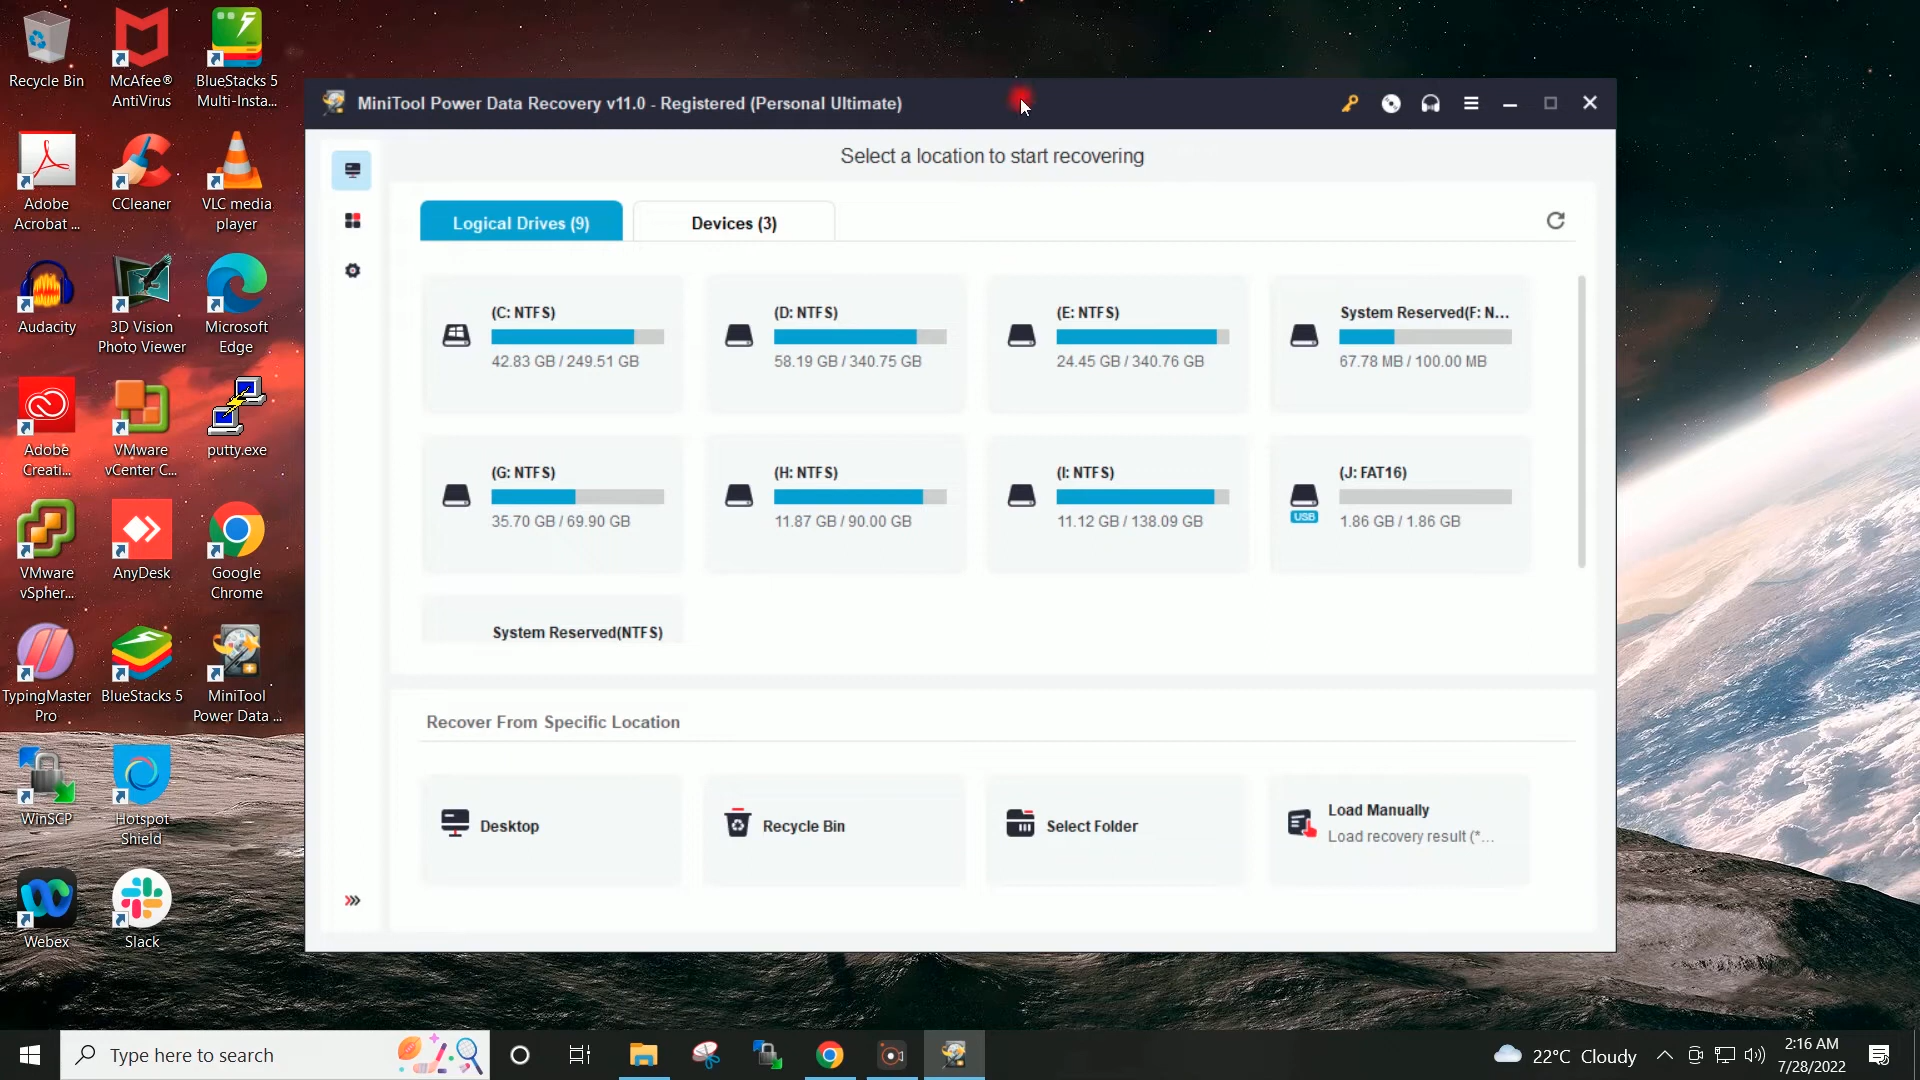 Recycle Bin
McAfee®
AntiVirus
BlueStacks 5
Multi-Insta...
Adobe
Acrobat ...
CCleaner
VLC media
player
Audacity
3D Vision
Photo Viewer
Microsoft
Edge
Adobe
Creati...
VMware
vCenter C...
putty.exe
VMware
vSpher...
AnyDesk
Google
Chrome
TypingMaster
Pro
BlueStacks 5
MiniTool
Power Data ...
WinSCP
Hotspot
Shield
Webex
Slack
MiniTool Power Data Recovery v11.0 - Registered (Personal Ultimate)
Select a location to start recovering
Logical Drives (9)
Devices (3)
(C: NTFS)
42.83 GB / 249.51 GB
(D: NTFS)
58.19 GB / 340.75 GB
(E: NTFS)
24.45 GB / 340.76 GB
System Reserved(F: N...
67.78 MB / 100.00 MB
(G: NTFS)
35.70 GB / 69.90 GB
(H: NTFS)
11.87 GB / 90.00 GB
(I: NTFS)
11.12 GB / 138.09 GB
(J: FAT16)
USB
1.86 GB / 1.86 GB
System Reserved(NTFS)
Recover From Specific Location
Desktop
Recycle Bin
Select Folder
Load Manually
Load recovery result (*...
Type here to search
22°C Cloudy
2:16 AM
7/28/2022